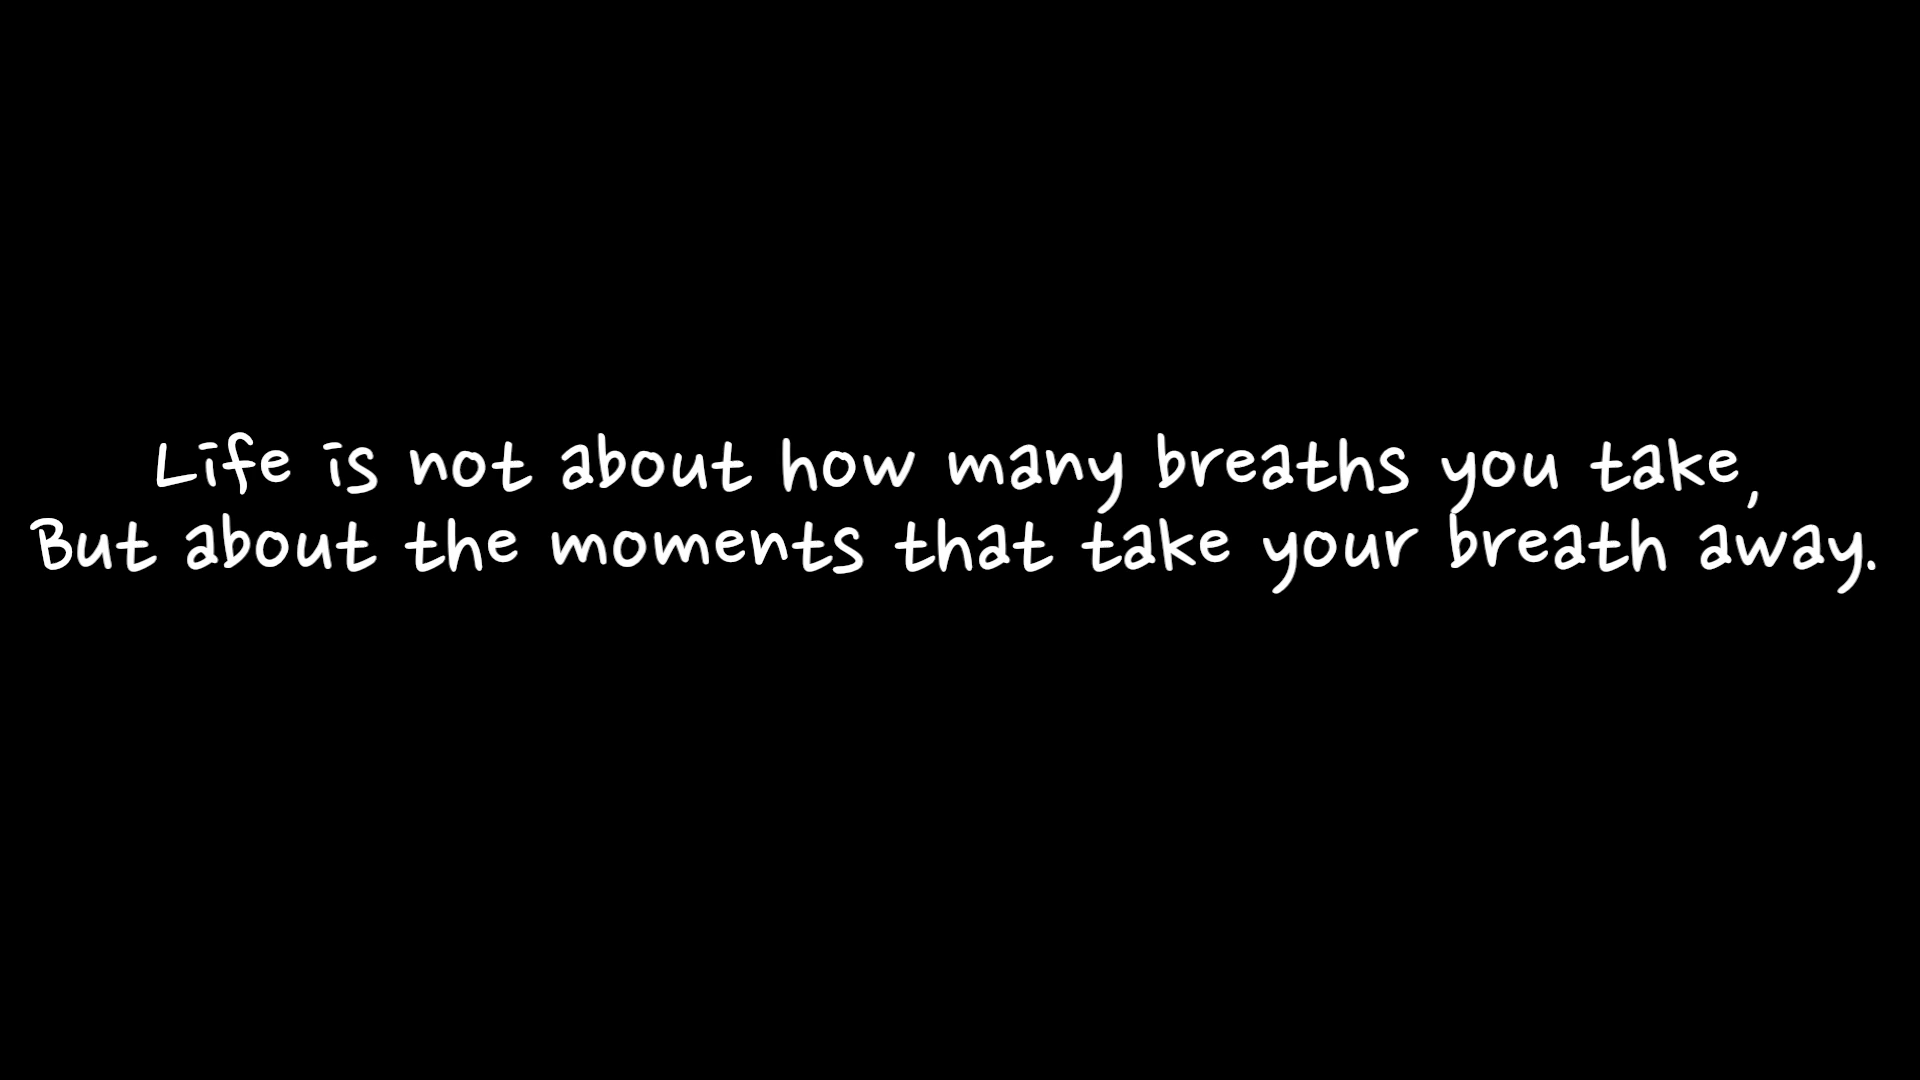 Life is not about how many breaths you take,
But about the moments that take your breath away.